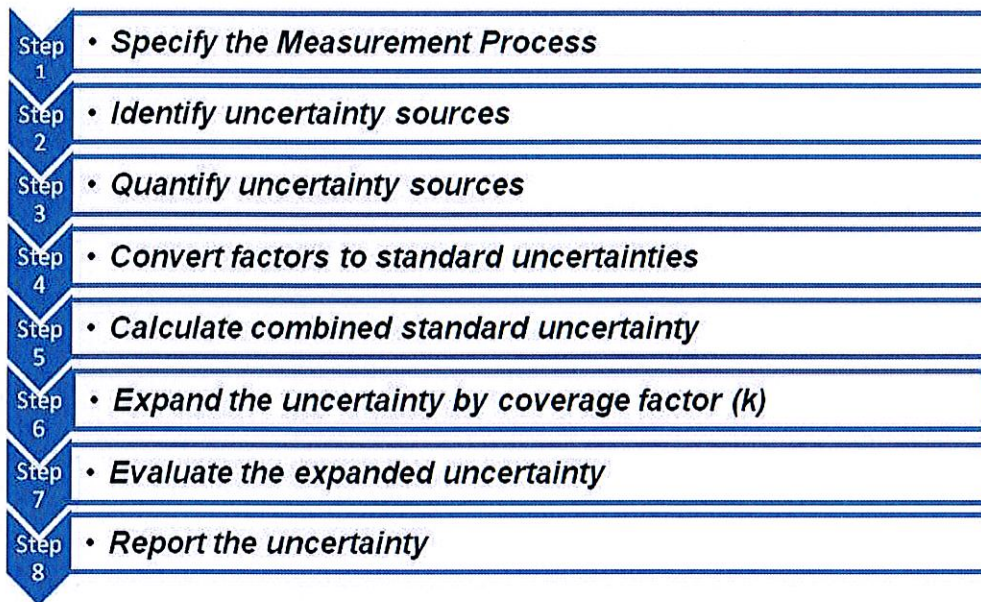 Step 1
• Specify the Measurement Process
Step 2
• Identify uncertainty sources
Step 3
• Quantify uncertainty sources
Step 4
• Convert factors to standard uncertainties
Step 5
• Calculate combined standard uncertainty
Step 6
• Expand the uncertainty by coverage factor (k)
Step 7
• Evaluate the expanded uncertainty
Step 8
• Report the uncertainty